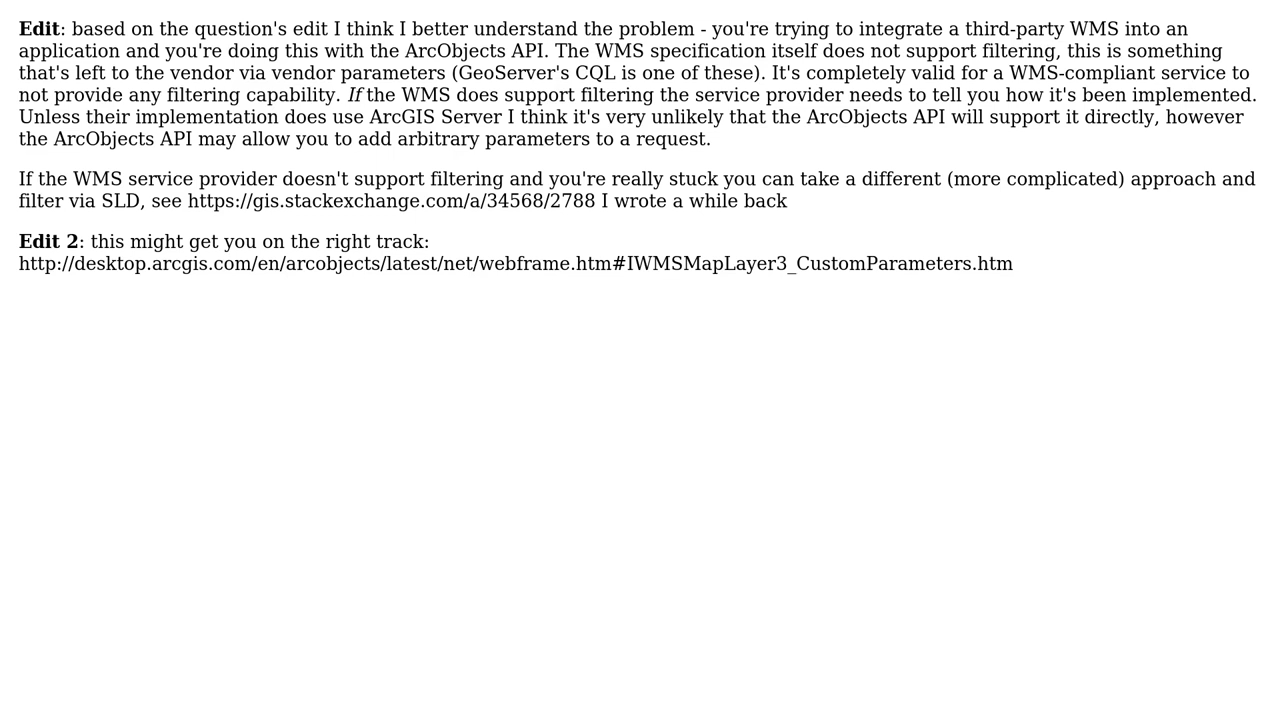 Edit: based on the question's edit I think I better understand the problem - you're trying to integrate a third-party WMS into an
application and you're doing this with the ArcObjects API. The WMS specification itself does not support filtering, this is something
that's left to the vendor via vendor parameters (GeoServer's CQL is one of these). It's completely valid for a WMS-compliant service to
not provide any filtering capability. If the WMS does support filtering the service provider needs to tell you how it's been implemented.
Unless their implementation does use ArcGIS Server I think it's very unlikely that the ArcObjects API will support it directly, however
the ArcObjects API may allow you to add arbitrary parameters to a request.
If the WMS service provider doesn't support filtering and you're really stuck you can take a different (more complicated) approach and
filter via SLD, see https://gis.stackexchange.com/a/34568/2788 I wrote a while back
Edit 2: this might get you on the right track:
http://desktop.arcgis.com/en/arcobjects/latest/net/webframe.htm#IWMSMapLayer3_CustomParameters.htm